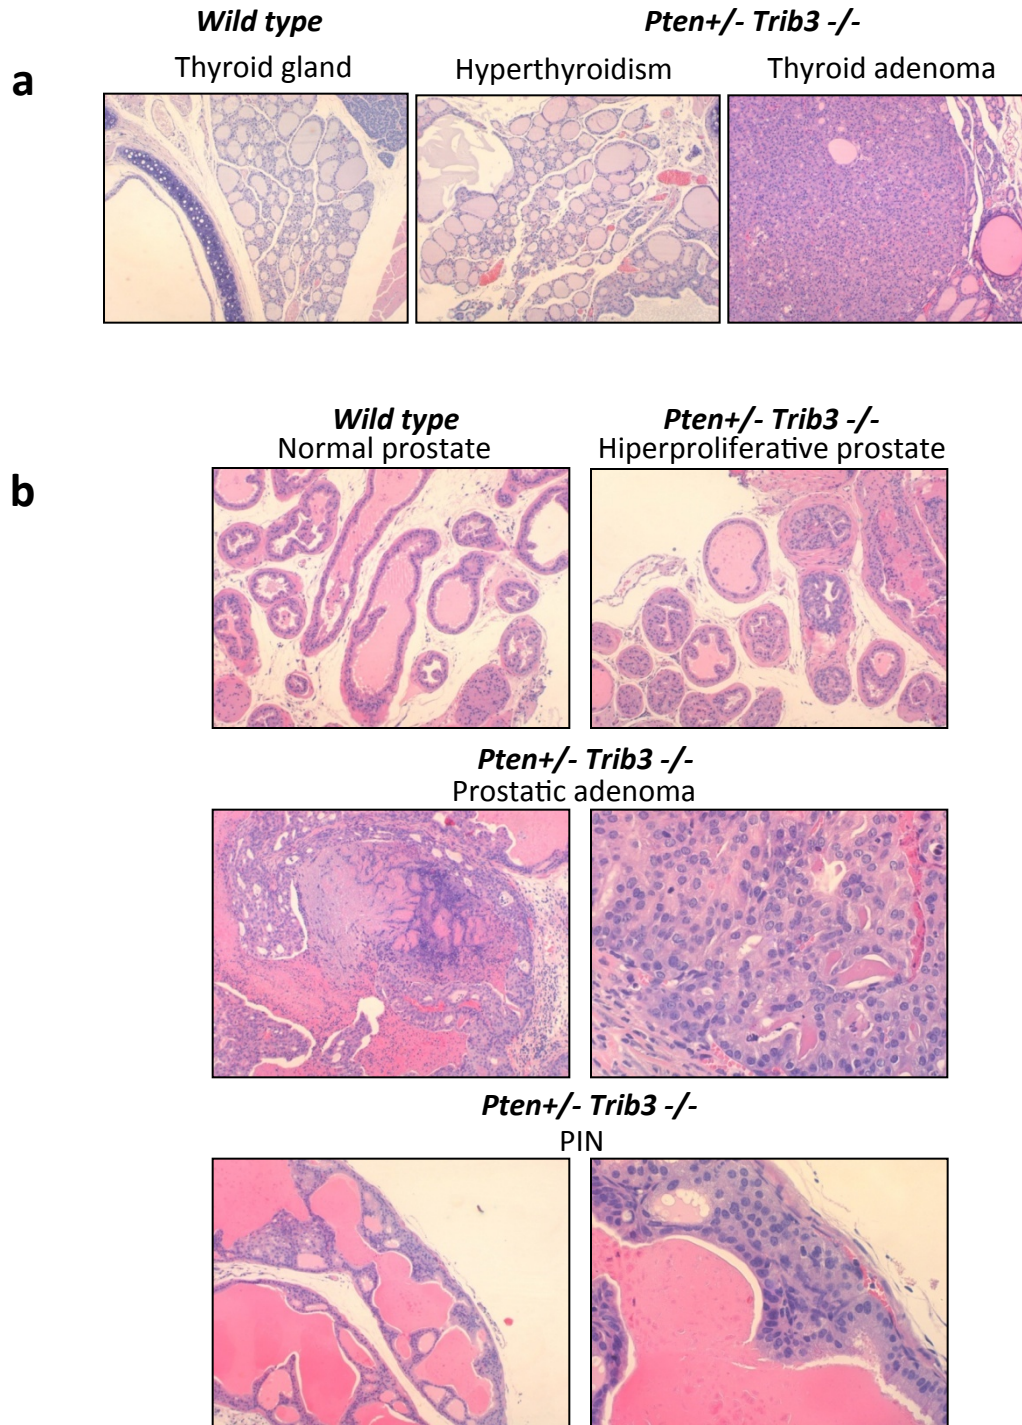 Wild type
Pten+/- Trib3 -/-
a
Thyroid gland
Hyperthyroidism
Thyroid adenoma
Wild type
Pten+/- Trib3 -/-
Normal prostate
Hiperproliferative prostate
b
Pten+/- Trib3 -/-
Prostatic adenoma
Pten+/- Trib3 -/-
PIN